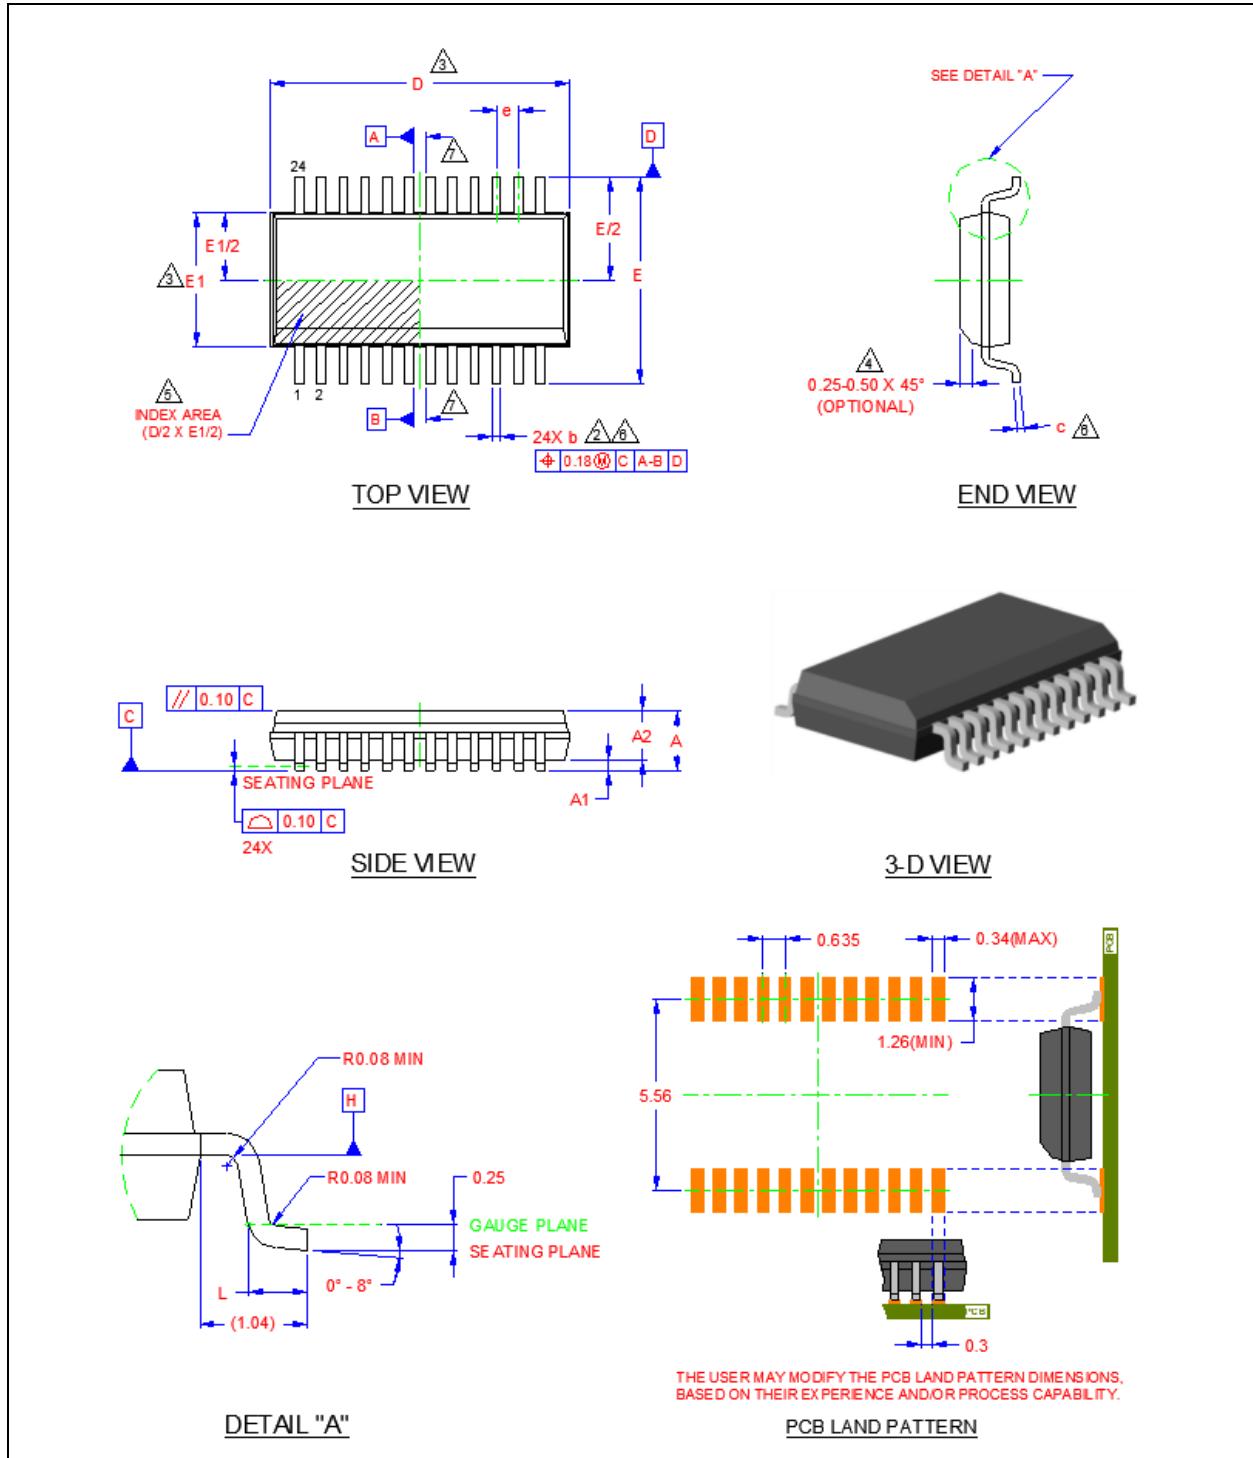 3
D
SEE DETAIL "A"
e
A
7
D
24
E1/2
E/2
3
E1
E
4
0.25-0.50 X 45°
(OPTIONAL)
5
1 2
INDEX AREA
(D/2 X E1/2)
B
7
24X b 2 6
0.18 M C A-B D
c 6
TOP VIEW
END VIEW
// 0.10 C
C
A2 A
SEATING PLANE
A1
0.10 C
24X
SIDE VIEW
3-D VIEW
0.635
0.34(MAX)
PCB
1.26(MIN)
R0.08 MIN
H
5.56
R0.08 MIN
0.25
GAUGE PLANE
SEATING PLANE
0° - 8°
L
(1.04)
PCB
0.3
THE USER MAY MODIFY THE PCB LAND PATTERN DIMENSIONS,
BASED ON THEIR EXPERIENCE AND/OR PROCESS CAPABILITY.
DETAIL "A"
PCB LAND PATTERN